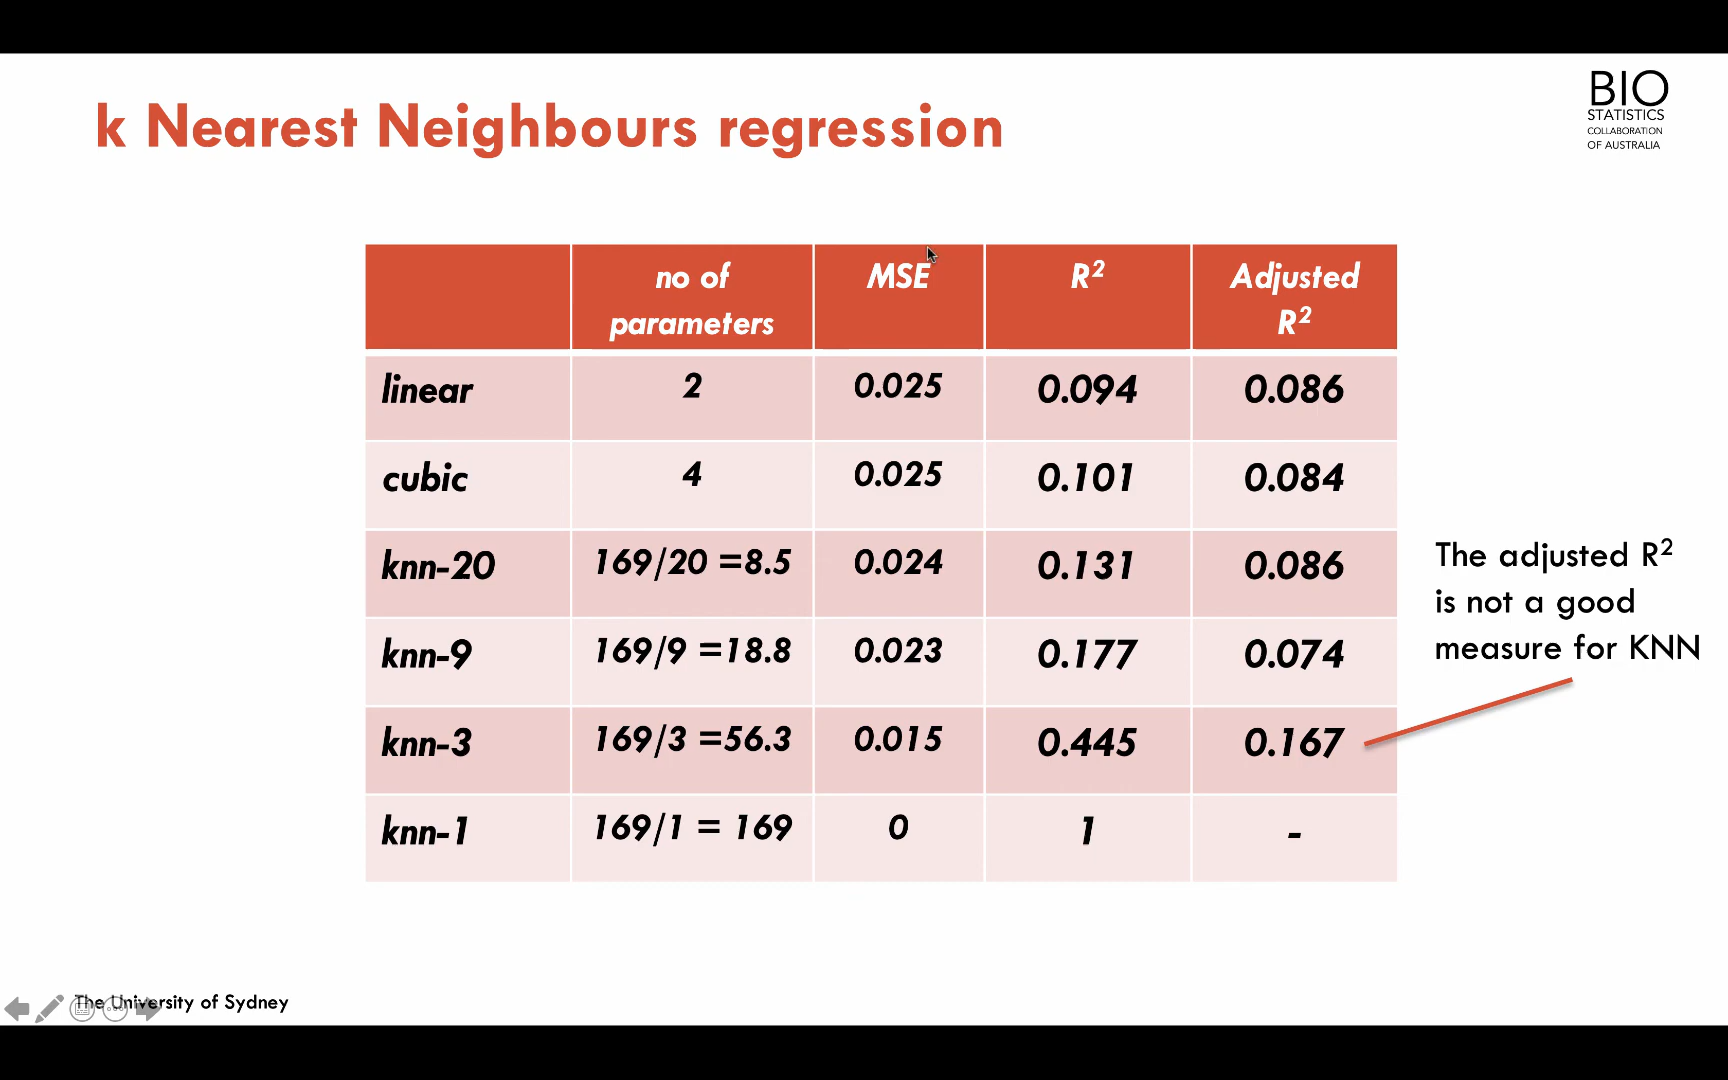 k Nearest Neighbours regression
BIO
STATISTICS
COLLABORATION
OF AUSTRALIA
no of parameters MSE R² Adjusted R²
linear 2 0.025 0.094 0.086
cubic 4 0.025 0.101 0.084
knn-20 169/20 =8.5 0.024 0.131 0.086
knn-9 169/9 =18.8 0.023 0.177 0.074
knn-3 169/3 =56.3 0.015 0.445 0.167
knn-1 169/1 = 169 0 1 -
The adjusted R²
is not a good
measure for KNN
The University of Sydney